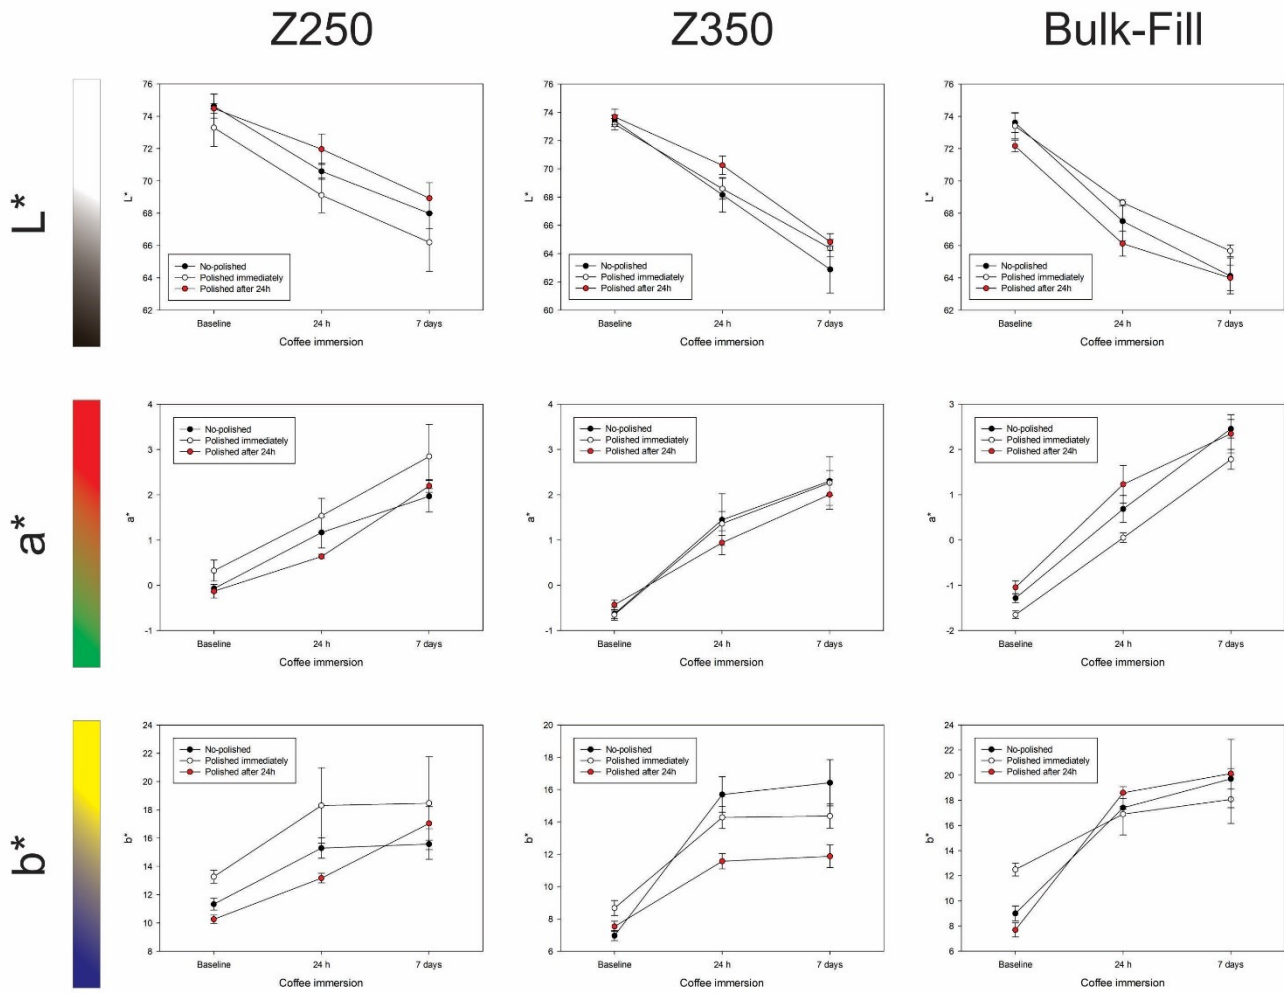 Z250
Z350
Bulk-Fill
L*
76
74
72
70
68
66
64
62
L*
No-polished
Polished immediately
Polished after 24h
Baseline
24 h
7 days
Coffee immersion
76
74
72
70
68
66
64
62
60
L*
No-polished
Polished immediately
Polished after 24h
Baseline
24 h
7 days
Coffee immersion
76
74
72
70
68
66
64
62
L*
No-polished
Polished immediately
Polished after 24h
Baseline
24 h
7 days
Coffee immersion
a*
4
3
2
1
0
-1
a*
No-polished
Polished immediately
Polished after 24h
Baseline
24 h
7 days
Coffee immersion
4
3
2
1
0
-1
a*
No-polished
Polished immediately
Polished after 24h
Baseline
24 h
7 days
Coffee immersion
3
2
1
0
-1
-2
a*
No-polished
Polished immediately
Polished after 24h
Baseline
24 h
7 days
Coffee immersion
b*
24
22
20
18
16
14
12
10
8
b*
No-polished
Polished immediately
Polished after 24h
Baseline
24 h
7 days
Coffee immersion
20
18
16
14
12
10
8
6
b*
No-polished
Polished immediately
Polished after 24h
Baseline
24 h
7 days
Coffee immersion
24
22
20
18
16
14
12
10
8
6
b*
No-polished
Polished immediately
Polished after 24h
Baseline
24 h
7 days
Coffee immersion